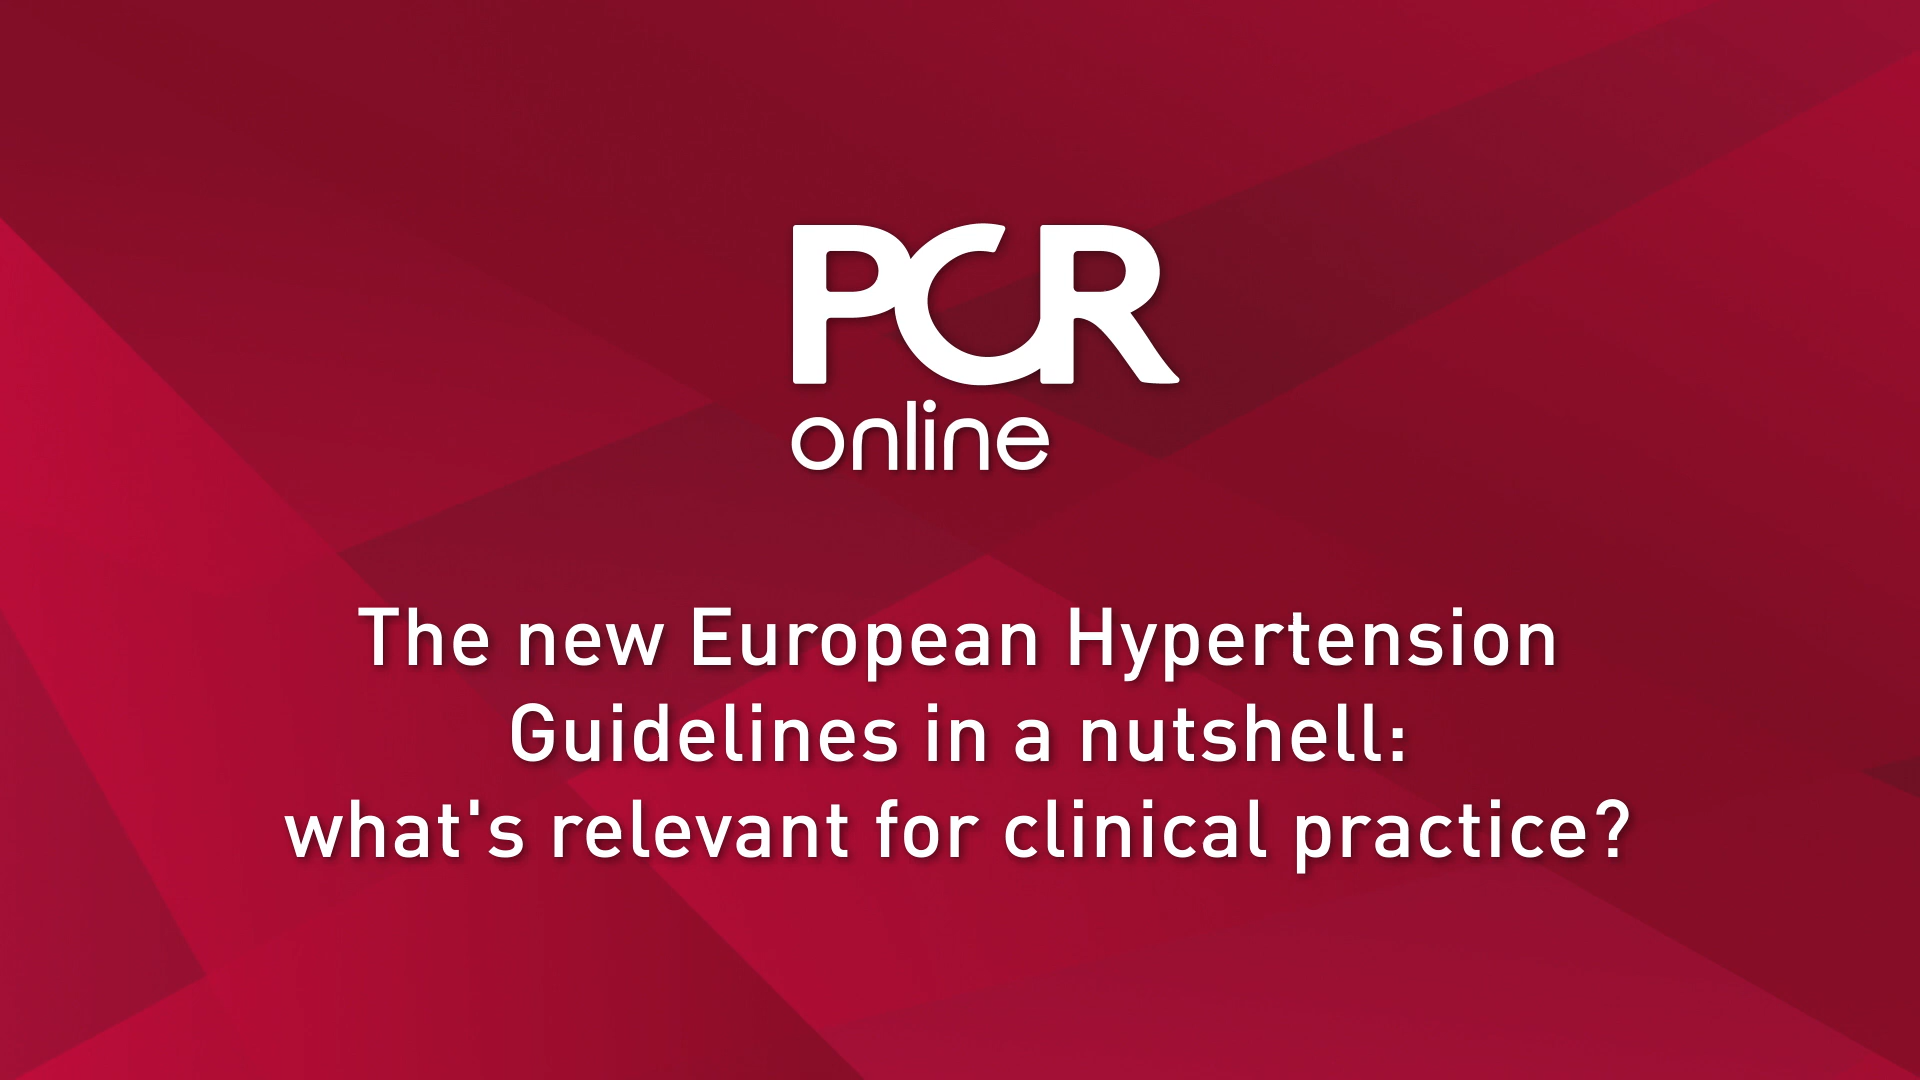 PCR
online
The new European Hypertension
Guidelines in a nutshell:
what's relevant for clinical practice?